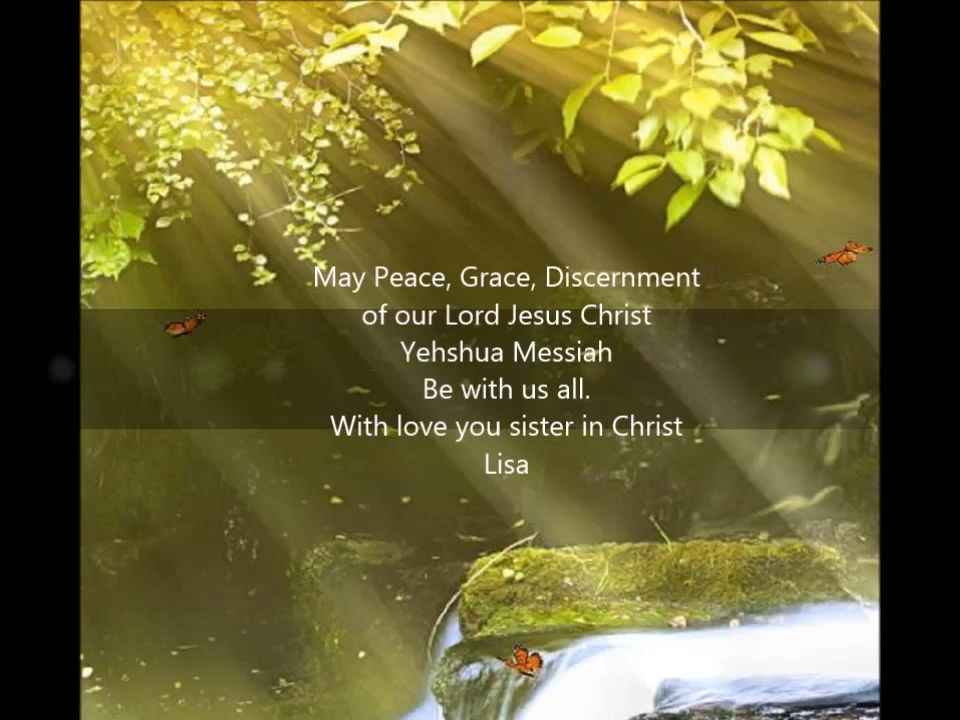 May Peace, Grace, Discernment
of our Lord Jesus Christ
Yehshua Messiah
Be with us all.
With love you sister in Christ
Lisa